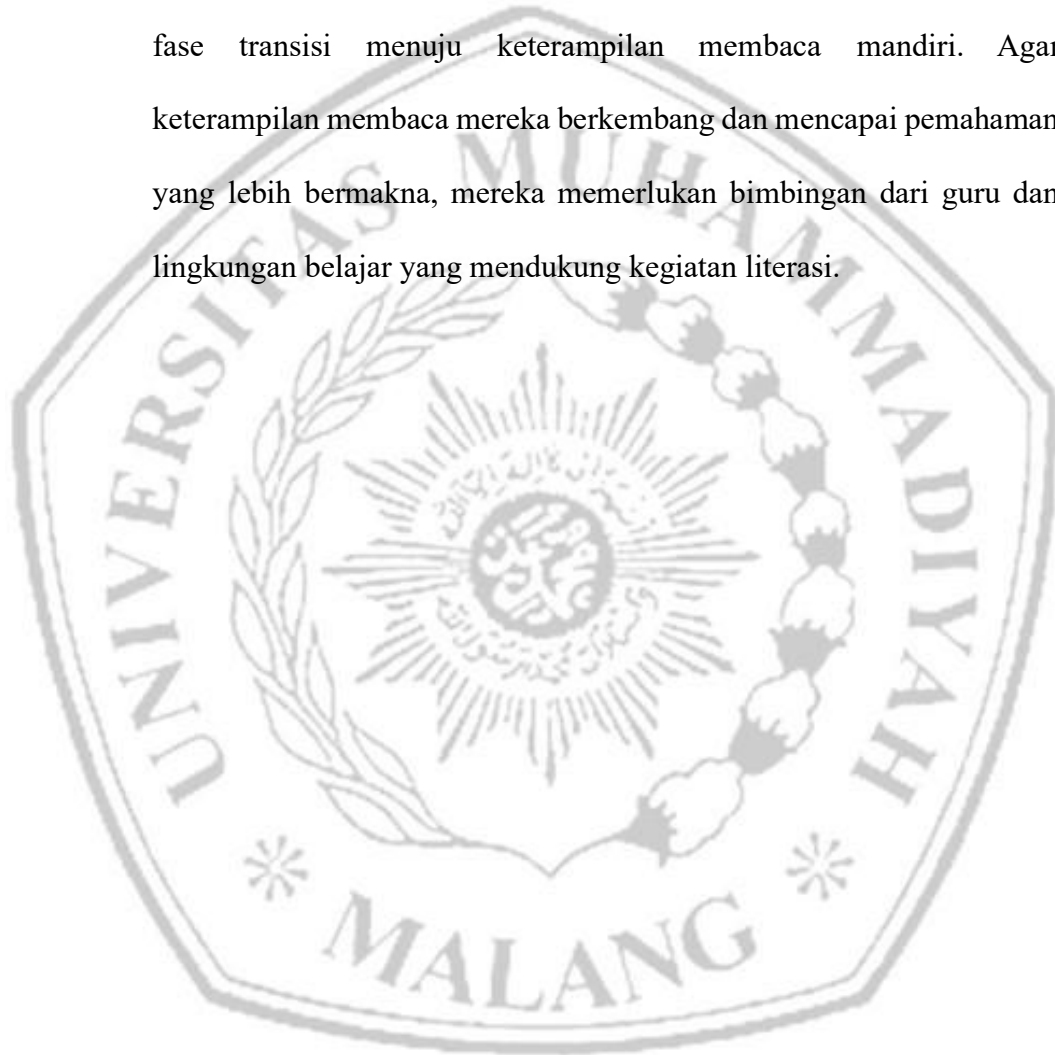 fase transisi menuju keterampilan membaca mandiri. Agar
keterampilan membaca mereka berkembang dan mencapai pemahaman
yang lebih bermakna, mereka memerlukan bimbingan dari guru dan
lingkungan belajar yang mendukung kegiatan literasi.
UNIVERSITAS MUHAMMADIYAH
MALANG